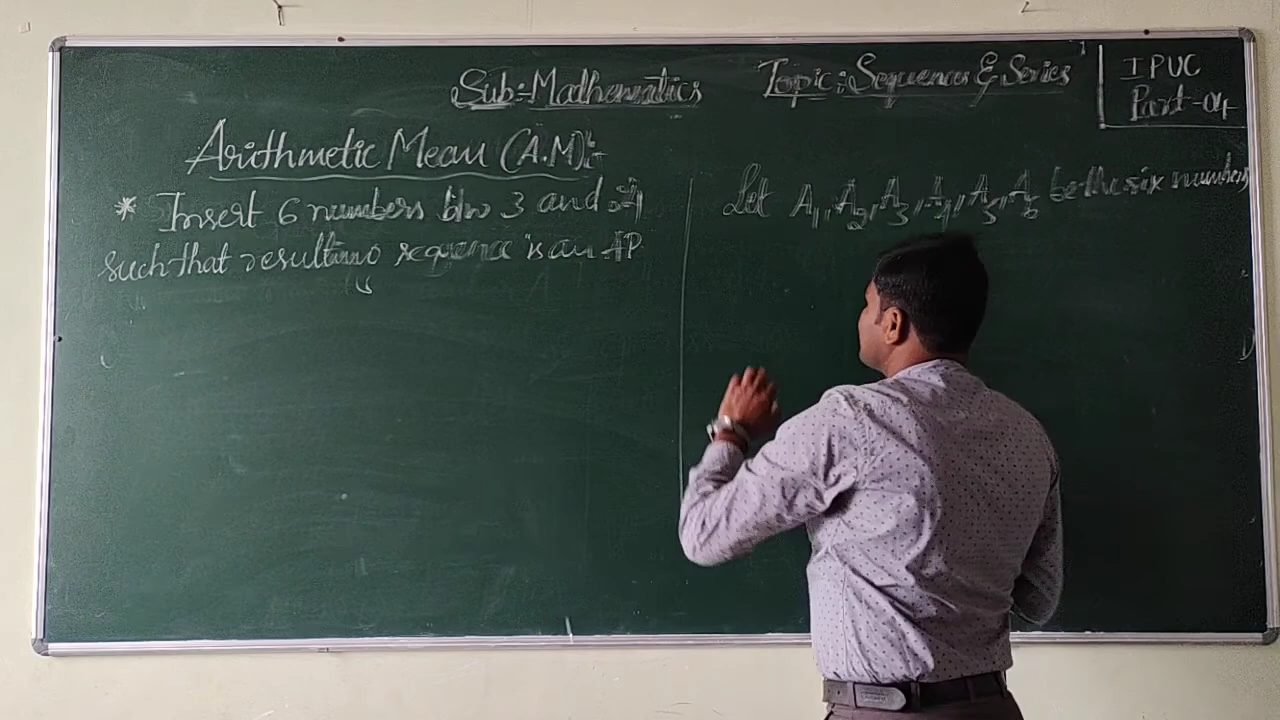 Sub:- Mathematics
Topic: Sequences & Series
I PUC
Part-04
Arithmetic Mean (A.M):-
* Insert 6 numbers b/w 3 and 24
such that resulting sequence is an AP
Let A1, A2, A3, A4, A5, A6 be the six numbers